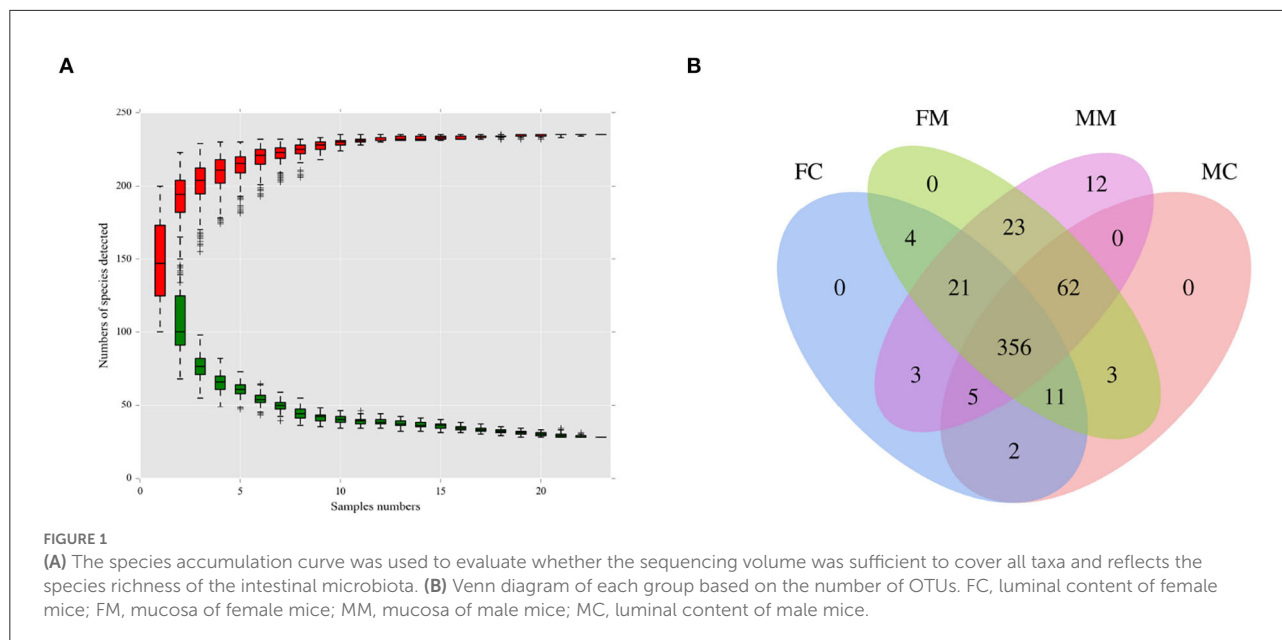 A
B
250
200
150
100
50
0
0
5
10
15
20
Numbers of species detected
Samples numbers
FC
FM
MM
MC
0
12
4
23
0
0
21
62
0
356
3
3
5
11
2
FIGURE 1
(A) The species accumulation curve was used to evaluate whether the sequencing volume was sufficient to cover all taxa and reflects the
species richness of the intestinal microbiota. (B) Venn diagram of each group based on the number of OTUs. FC, luminal content of female
mice; FM, mucosa of female mice; MM, mucosa of male mice; MC, luminal content of male mice.